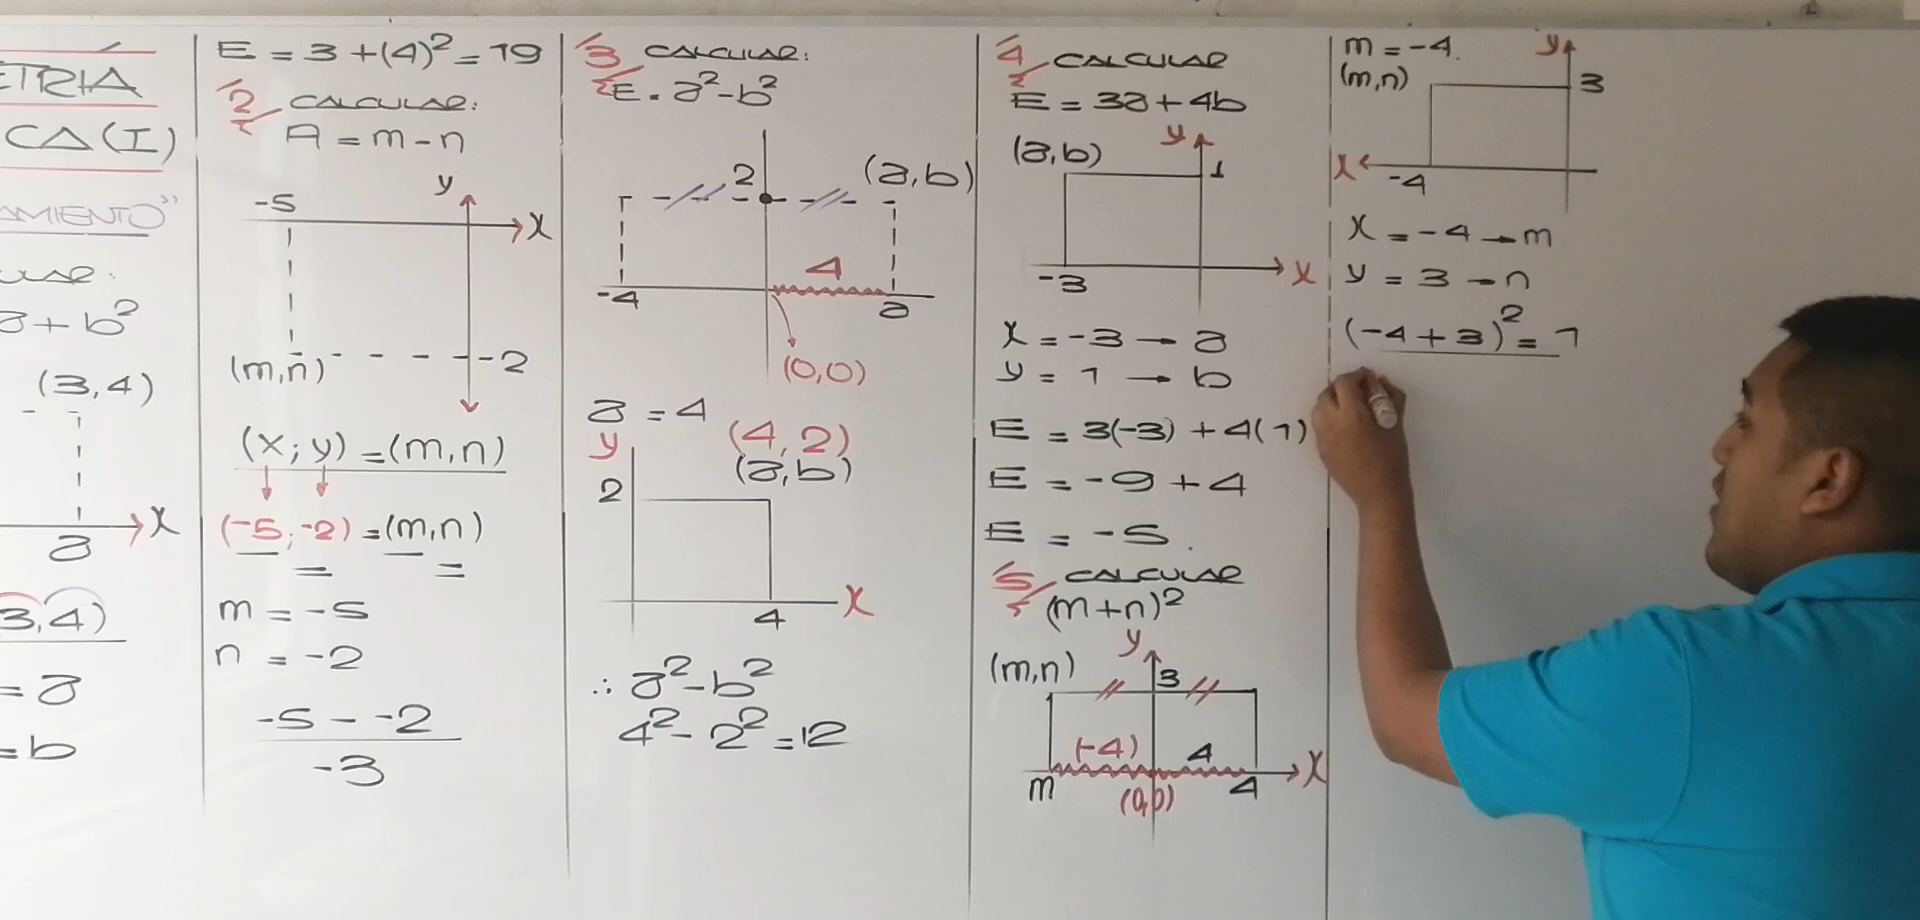 CA(I)
(3,4)
X
a
3,4)
= a
= b
E = 3 + (4)² = 19
2 CALCULAR:
A = m - n
y
-5
X
(m,n)
-2
(x; y) = (m,n)
(-5; -2) = (m,n)
m = -5
n = -2
-5 - -2
-3
3 CALCULAR:
E = a² - b²
2
(a,b)
4
-4
a
(0,0)
a = 4
(4,2)
y
(a,b)
2
4
X
∴ a² - b²
4² - 2² = 12
4 CALCULAR
E = 3a + 4b
y
(a,b)
1
-3
X
X = -3 → a
y = 1 → b
E = 3(-3) + 4(1)
E = -9 + 4
E = -5.
5 CALCULAR
(m+n)²
y
(m,n)
3
(-4)
4
X
m
(0,0)
4
m = -4.
y
(m,n)
3
X
-4
X = -4 → m
y = 3 → n
(-4 + 3)² = 1